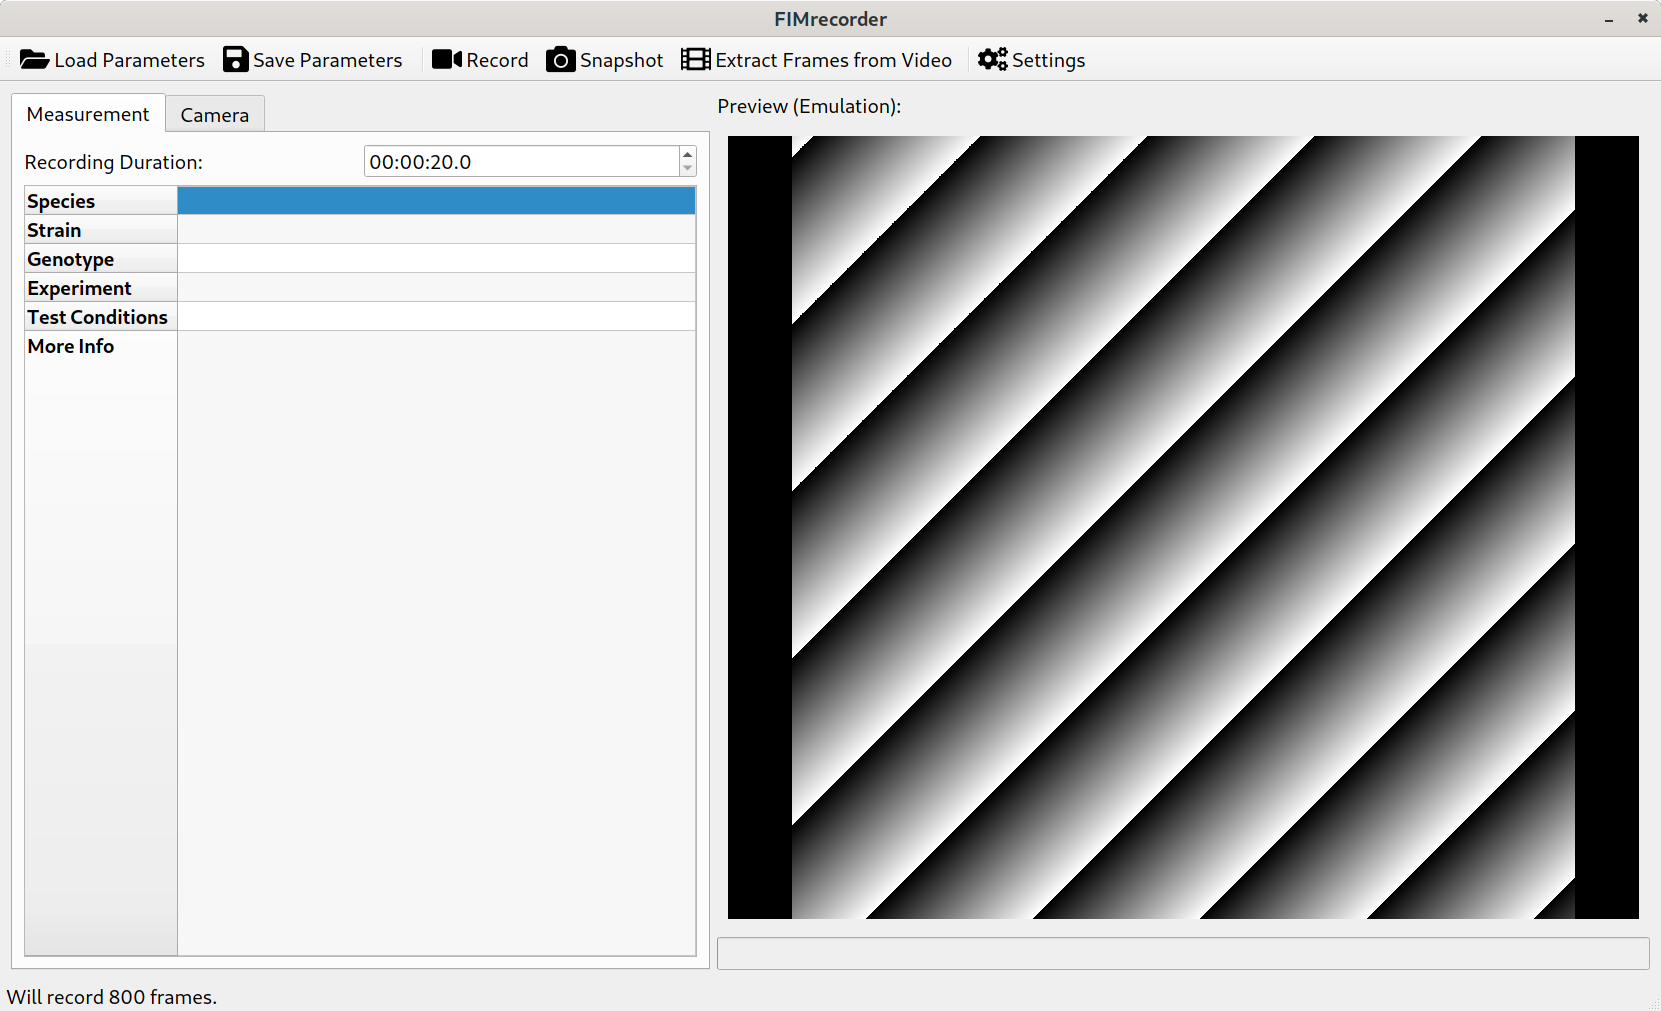 FIMrecorder
Load Parameters Save Parameters Record Snapshot Extract Frames from Video Settings
Measurement Camera
Preview (Emulation):
Recording Duration: 00:00:20.0
Species
Strain
Genotype
Experiment
Test Conditions
More Info
Will record 800 frames.